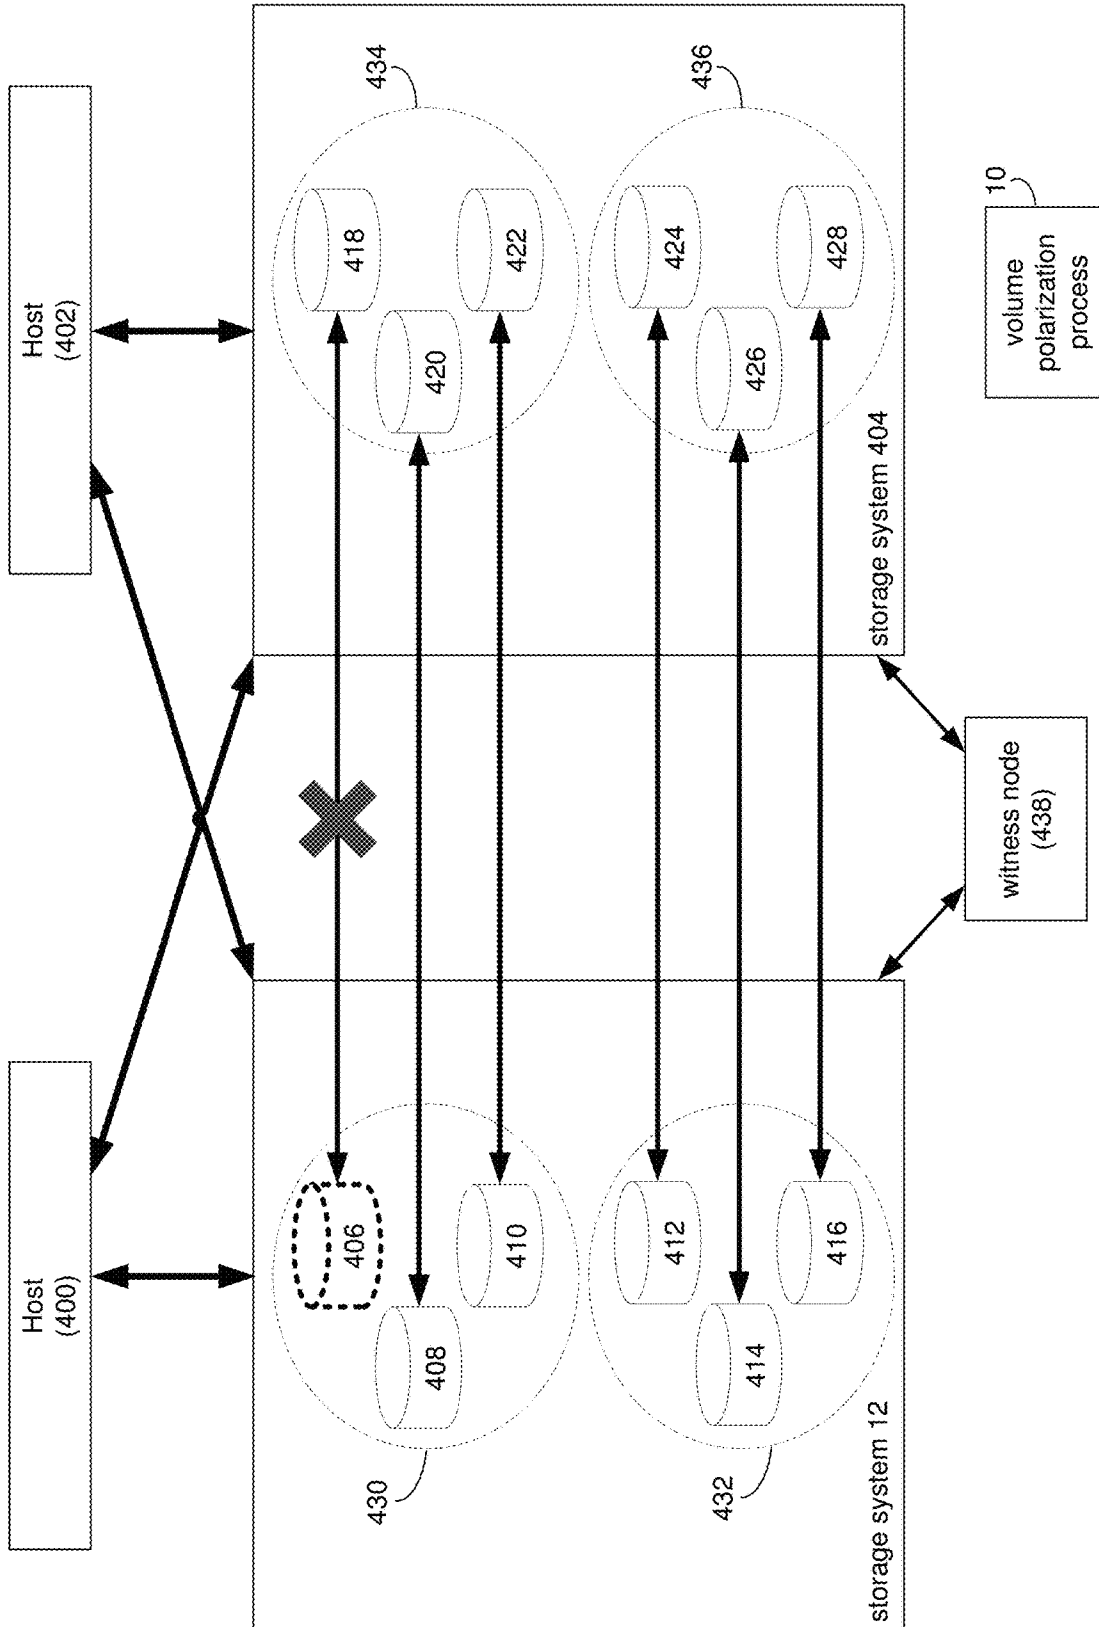 Host
(400)
Host
(402)
430
434
406
418
408
420
410
422
412
424
414
426
416
428
432
436
storage system 12
storage system 404
witness node
(438)
10
volume
polarization
process